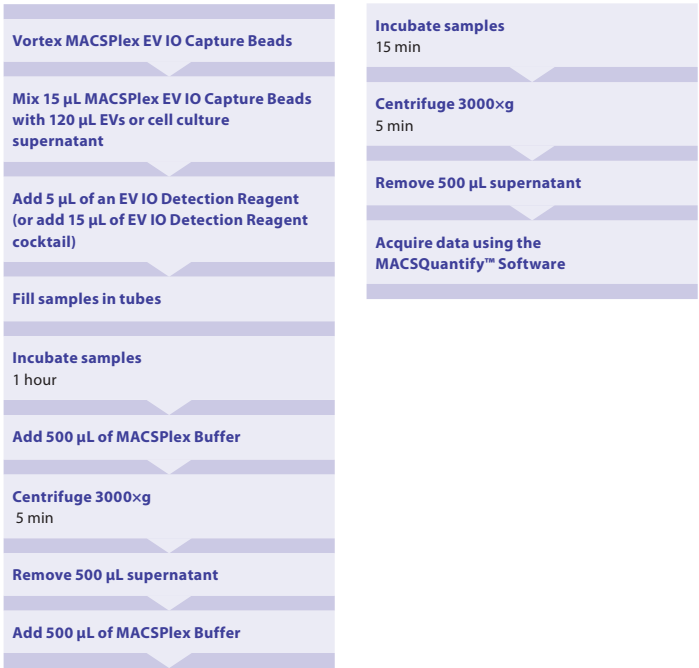 Vortex MACSPlex EV IO Capture Beads
Mix 15 µL MACSPlex EV IO Capture Beads
with 120 µL EVs or cell culture
supernatant
Add 5 µL of an EV IO Detection Reagent
(or add 15 µL of EV IO Detection Reagent
cocktail)
Fill samples in tubes
Incubate samples
1 hour
Add 500 µL of MACSPlex Buffer
Centrifuge 3000×g
5 min
Remove 500 µL supernatant
Add 500 µL of MACSPlex Buffer
Incubate samples
15 min
Centrifuge 3000×g
5 min
Remove 500 µL supernatant
Acquire data using the
MACSQuantify™ Software